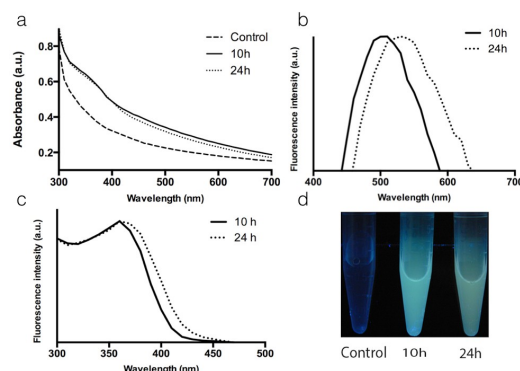 a
Absorbance (a.u.)
0.8
0.6
0.4
0.2
300
400
500
600
700
Wavelength (nm)
Control
10h
24h
b
Fluorescence intensity (a.u.)
400
500
600
700
Wavelength (nm)
10h
24h
c
Fluorescence intensity (a.u.)
300
350
400
450
500
Wavelength (nm)
10 h
24 h
d
Control
10h
24h